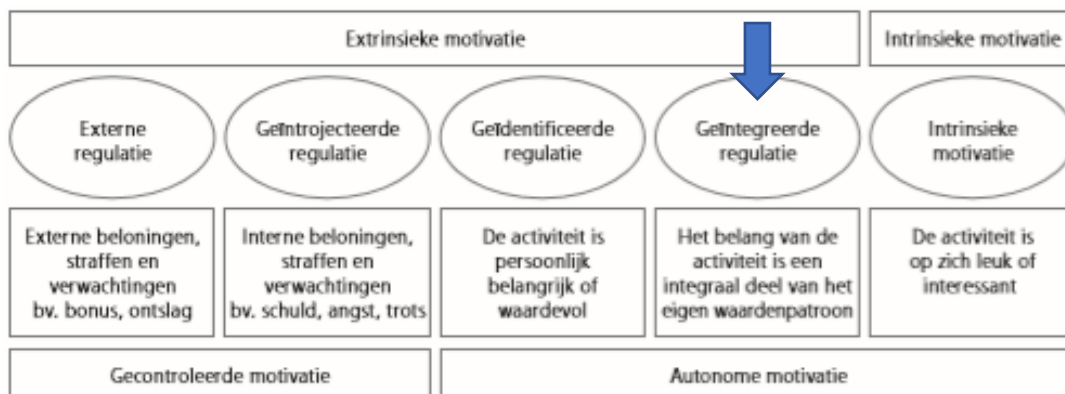 Extrinsieke motivatie
Intrinsieke motivatie
Externe
regulatie
Geïntrojecteerde
regulatie
Geïdentificeerde
regulatie
Geïntegreerde
regulatie
Intrinsieke
motivatie
Externe beloningen,
straffen en
verwachtingen
bv. bonus, ontslag
Interne beloningen,
straffen en
verwachtingen
bv. schuld, angst, trots
De activiteit is
persoonlijk
belangrijk of
waardevol
Het belang van de
activiteit is een
integraal deel van het
eigen waardenpatroon
De activiteit is
op zich leuk of
interessant
Gecontroleerde motivatie
Autonome motivatie